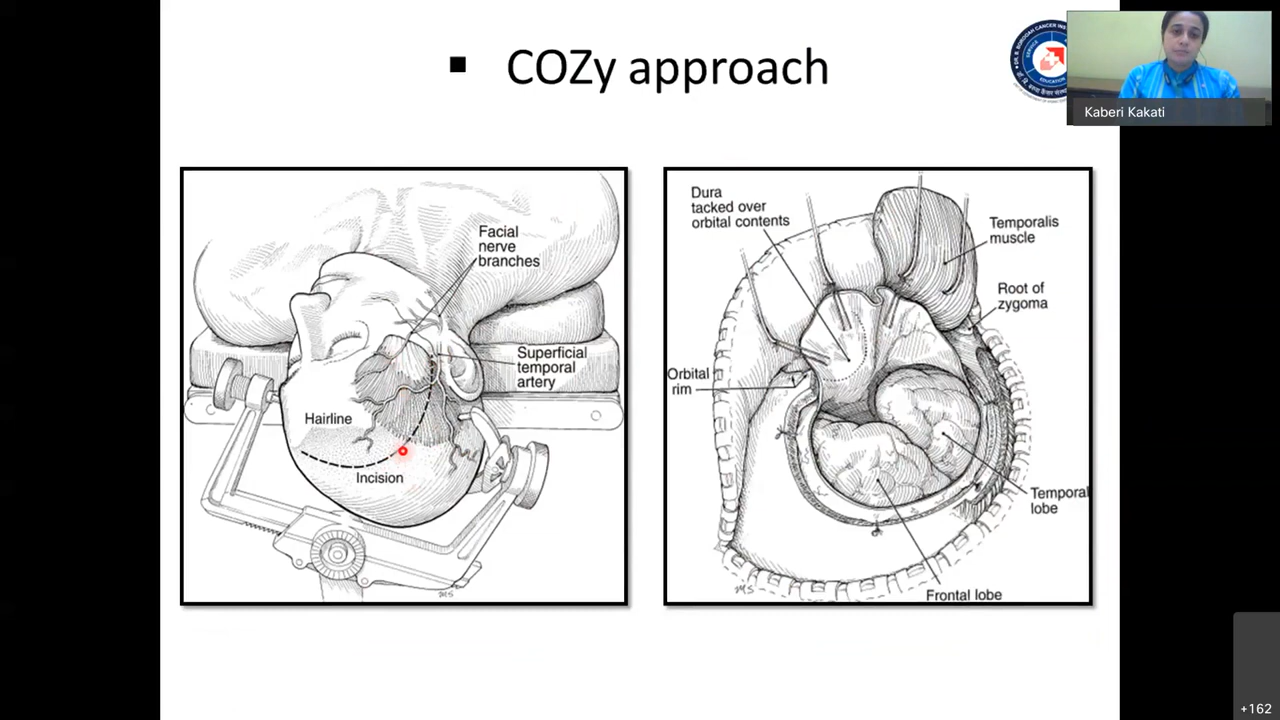 ▪ COZy approach
Kaberi Kakati
Facial
nerve
branches
Superficial
temporal
artery
Hairline
Incision
Dura
tacked over
orbital contents
Temporalis
muscle
Root of
zygoma
Orbital
rim
Temporal
lobe
Frontal lobe
+162